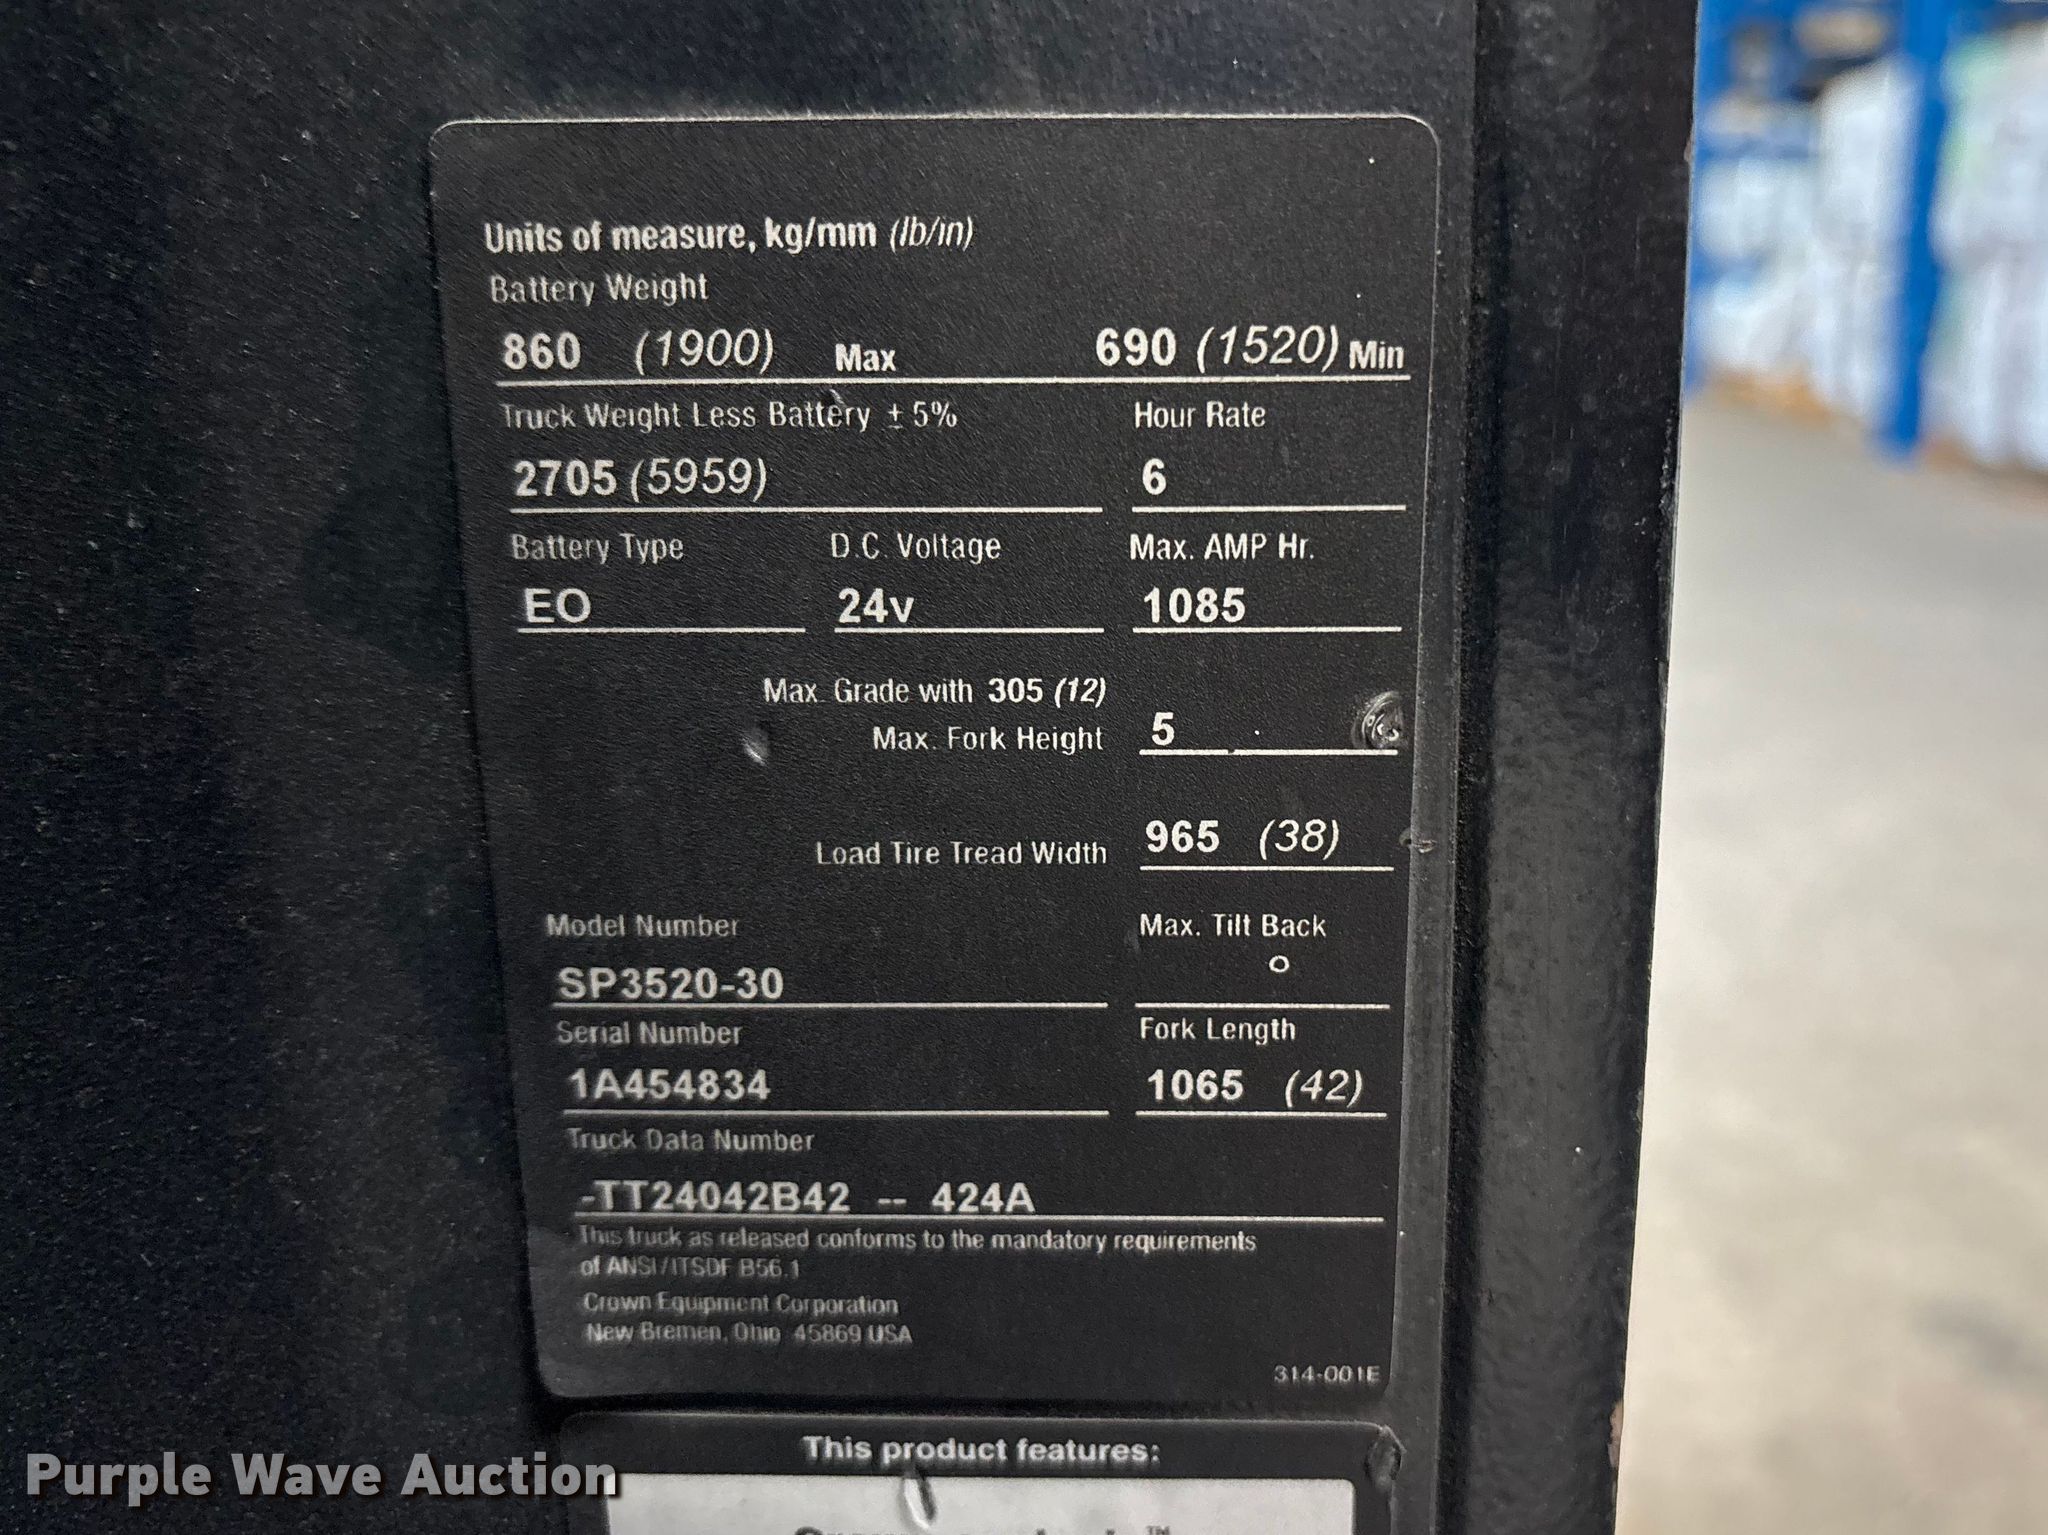 Units of measure, kg/mm (lb/in)
Battery Weight
860 (1900) Max 690 (1520) Min
Truck Weight Less Battery ± 5% Hour Rate
2705 (5959) 6
Battery Type D.C. Voltage Max. AMP Hr.
EO 24v 1085
Max. Grade with 305 (12)
Max. Fork Height 5
Load Tire Tread Width 965 (38)
Model Number Max. Tilt Back
SP3520-30 °
Serial Number Fork Length
1A454834 1065 (42)
Truck Data Number
-TT24042B42 -- 424A
This truck as released conforms to the mandatory requirements
of ANSI/ITSDF B56.1
Crown Equipment Corporation
New Bremen, Ohio 45869 USA
314-001E
This product features:
Purple Wave Auction